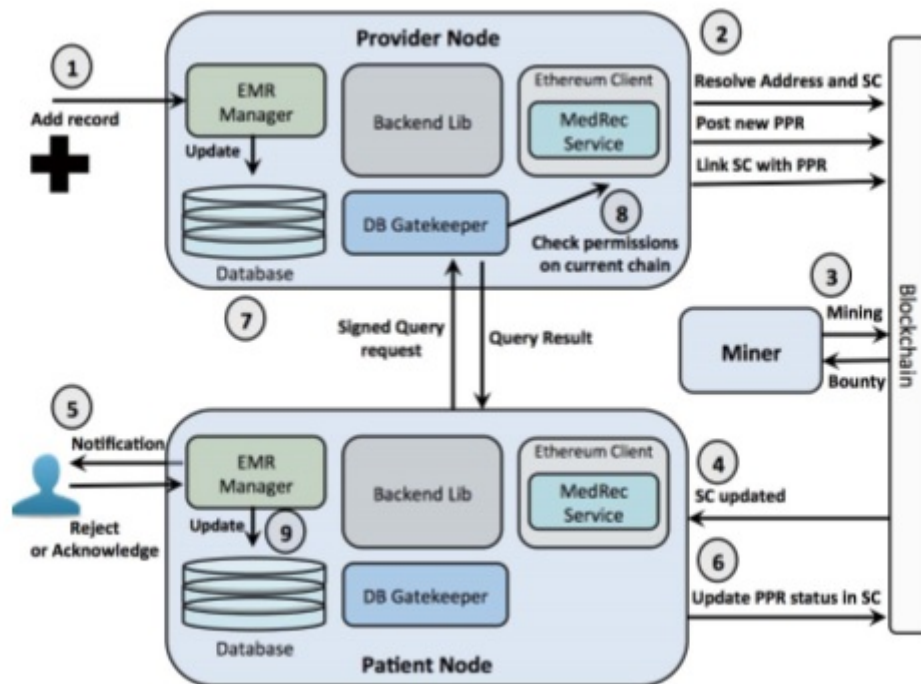 Provider Node
1
Add record
EMR
Manager
Update
Database
Backend Lib
DB Gatekeeper
Ethereum Client
MedRec
Service
8
Check permissions
on current chain
2
Resolve Address and SC
Post new PPR
Link SC with PPR
Blockchain
3
Mining
Miner
Bounty
7
Signed Query
request
Query Result
5
Notification
Reject
or Acknowledge
EMR
Manager
Update
9
Database
Backend Lib
DB Gatekeeper
Ethereum Client
MedRec
Service
Patient Node
4
SC updated
6
Update PPR status in SC